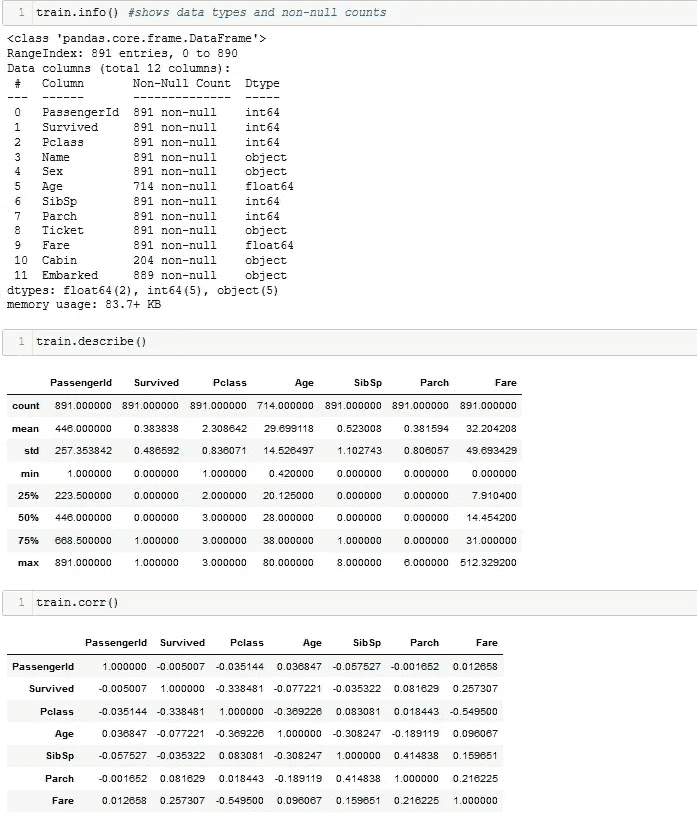 1 train.info() #shows data types and non-null counts
<class 'pandas.core.frame.DataFrame'>
RangeIndex: 891 entries, 0 to 890
Data columns (total 12 columns):
# Column Non-Null Count Dtype
--- ------ -------------- -----
0 PassengerId 891 non-null int64
1 Survived 891 non-null int64
2 Pclass 891 non-null int64
3 Name 891 non-null object
4 Sex 891 non-null object
5 Age 714 non-null float64
6 SibSp 891 non-null int64
7 Parch 891 non-null int64
8 Ticket 891 non-null object
9 Fare 891 non-null float64
10 Cabin 204 non-null object
11 Embarked 889 non-null object
dtypes: float64(2), int64(5), object(5)
memory usage: 83.7+ KB
1 train.describe()
PassengerId Survived Pclass Age SibSp Parch Fare
count 891.000000 891.000000 891.000000 714.000000 891.000000 891.000000 891.000000
mean 446.000000 0.383838 2.308642 29.699118 0.523008 0.381594 32.204208
std 257.353842 0.486592 0.836071 14.526497 1.102743 0.806057 49.693429
min 1.000000 0.000000 1.000000 0.420000 0.000000 0.000000 0.000000
25% 223.500000 0.000000 2.000000 20.125000 0.000000 0.000000 7.910400
50% 446.000000 0.000000 3.000000 28.000000 0.000000 0.000000 14.454200
75% 668.500000 1.000000 3.000000 38.000000 1.000000 0.000000 31.000000
max 891.000000 1.000000 3.000000 80.000000 8.000000 6.000000 512.329200
1 train.corr()
PassengerId Survived Pclass Age SibSp Parch Fare
PassengerId 1.000000 -0.005007 -0.035144 0.036847 -0.057527 -0.001652 0.012658
Survived -0.005007 1.000000 -0.338481 -0.077221 -0.035322 0.081629 0.257307
Pclass -0.035144 -0.338481 1.000000 -0.369226 0.083081 0.018443 -0.549500
Age 0.036847 -0.077221 -0.369226 1.000000 -0.308247 -0.189119 0.096067
SibSp -0.057527 -0.035322 0.083081 -0.308247 1.000000 0.414838 0.159651
Parch -0.001652 0.081629 0.018443 -0.189119 0.414838 1.000000 0.216225
Fare 0.012658 0.257307 -0.549500 0.096067 0.159651 0.216225 1.000000